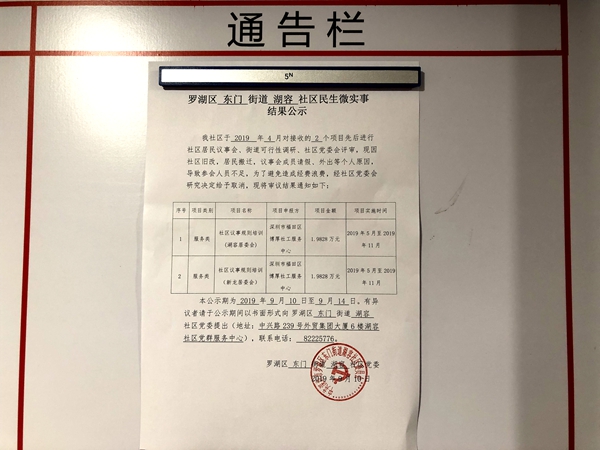 通告栏
5N
罗湖区 东门 街道 湖容 社区民生微实事
结果公示
我社区于 2019 年 4 月对接收的 2 个项目先后进行
社区居民议事会、街道可行性调研、社区党委会评审，现因
社区旧改，居民搬迁，议事会成员请假、外出等个人原因，
导致参会人员不足，为了避免造成经费浪费，经社区党委会
研究决定给予取消，现将审议结果通知如下：
序号 项目类别 项目名称 项目申报方 项目金额 项目实施时间
1 服务类 社区议事规则培训（湖容居委会） 深圳市福田区博厚社工服务中心 1.9828 万元 2019 年 5 月至 2019 年 11 月
2 服务类 社区议事规则培训（新龙居委会） 深圳市福田区博厚社工服务中心 1.9828 万元 2019 年 5 月至 2019 年 11 月
本公示期为 2019 年 9 月 10 日至 9 月 14 日。有异
议者请于公示期间以书面形式向 罗湖区 东门 街道 湖容
社区党委提出（地址：中兴路 239 号外贸集团大厦 6 楼湖容
社区党群服务中心），联系电话： 82225776。
罗湖区 东门 湖容 社区党委
2019 年 9 月 10 日